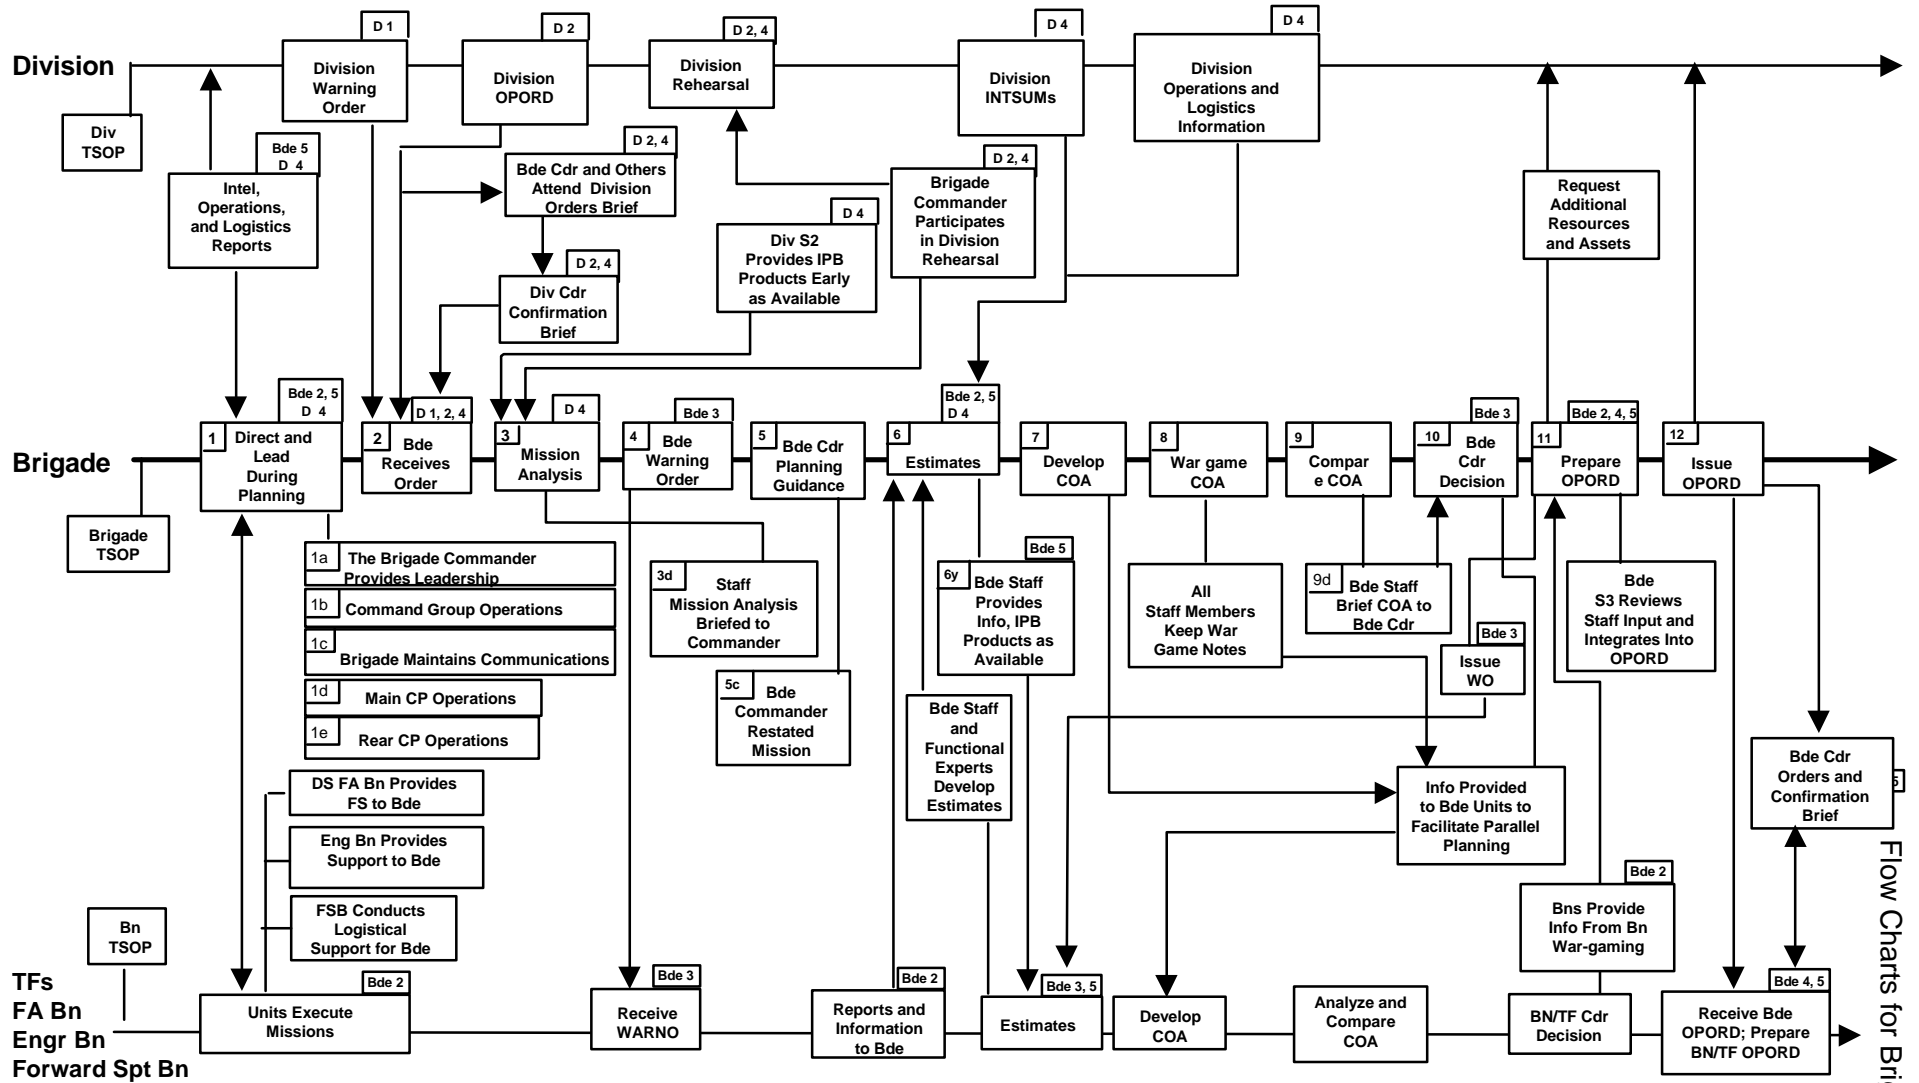 Division
D 1
Division
Warning
Order
D 2
Division
OPORD
D 2, 4
Division
Rehearsal
D 4
Division
INTSUMs
D 4
Division
Operations and
Logistics
Information
Div
TSOP
Bde 5
D 4
Intel,
Operations,
and Logistics
Reports
D 2, 4
Bde Cdr and Others
Attend Division
Orders Brief
D 2, 4
Div Cdr
Confirmation
Brief
D 4
Div S2
Provides IPB
Products Early
as Available
D 2, 4
Brigade
Commander
Participates
in Division
Rehearsal
Request
Additional
Resources
and Assets
Brigade
Brigade
TSOP
Bde 2, 5
D 4
1
Direct and
Lead
During
Planning
D 1, 2, 4
2
Bde
Receives
Order
D 4
3
Mission
Analysis
Bde 3
4
Bde
Warning
Order
5
Bde Cdr
Planning
Guidance
Bde 2, 5
D 4
6
Estimates
7
Develop
COA
8
War game
COA
9
Compar
e COA
Bde 3
10
Bde
Cdr
Decision
Bde 2, 4, 5
11
Prepare
OPORD
12
Issue
OPORD
1a
The Brigade Commander
Provides Leadership
1b
Command Group Operations
1c
Brigade Maintains Communications
1d
Main CP Operations
1e
Rear CP Operations
DS FA Bn Provides
FS to Bde
Eng Bn Provides
Support to Bde
FSB Conducts
Logistical
Support for Bde
3d
Staff
Mission Analysis
Briefed to
Commander
5c
Bde
Commander
Restated
Mission
Bde Staff
and
Functional
Experts
Develop
Estimates
Bde 5
6y
Bde Staff
Provides
Info, IPB
Products as
Available
All
Staff Members
Keep War
Game Notes
9d
Bde Staff
Brief COA to
Bde Cdr
Bde 3
Issue
WO
Bde
S3 Reviews
Staff Input and
Integrates Into
OPORD
Info Provided
to Bde Units to
Facilitate Parallel
Planning
Bde Cdr
Orders and
Confirmation
Brief
5
Bde 2
Bns Provide
Info From Bn
War-gaming
Bn
TSOP
TFs
FA Bn
Engr Bn
Forward Spt Bn
Bde 2
Units Execute
Missions
Bde 3
Receive
WARNO
Bde 2
Reports and
Information
to Bde
Bde 3, 5
Estimates
Develop
COA
Analyze and
Compare
COA
BN/TF Cdr
Decision
Bde 4, 5
Receive Bde
OPORD; Prepare
BN/TF OPORD
Flow Charts for Bri